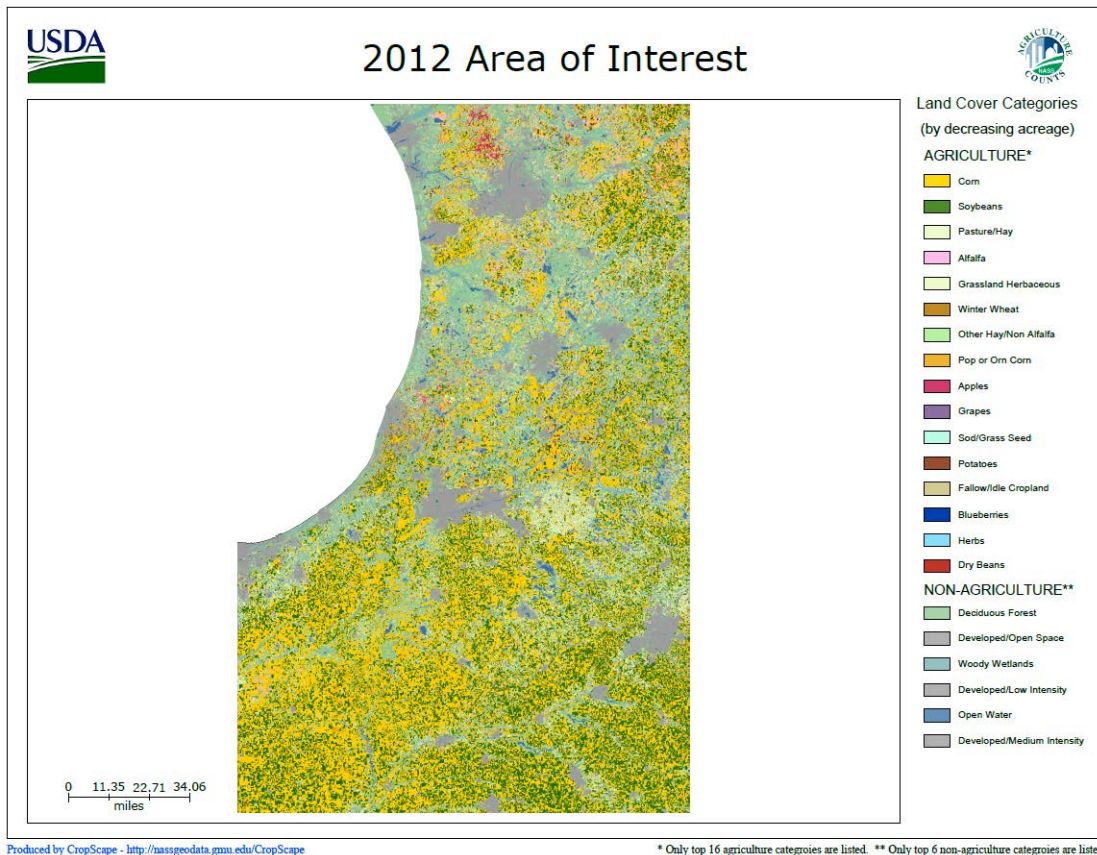 USDA
2012 Area of Interest
AGRICULTURE
NASS
COUNTS
Land Cover Categories
(by decreasing acreage)
AGRICULTURE*
Corn
Soybeans
Pasture/Hay
Alfalfa
Grassland Herbaceous
Winter Wheat
Other Hay/Non Alfalfa
Pop or Orn Corn
Apples
Grapes
Sod/Grass Seed
Potatoes
Fallow/Idle Cropland
Blueberries
Herbs
Dry Beans
NON-AGRICULTURE**
Deciduous Forest
Developed/Open Space
Woody Wetlands
Developed/Low Intensity
Open Water
Developed/Medium Intensity
0 11.35 22.71 34.06
miles
Produced by CropScape - http://nassgeodata.gmu.edu/CropScape
* Only top 16 agriculture categroies are listed. ** Only top 6 non-agriculture categroies are liste